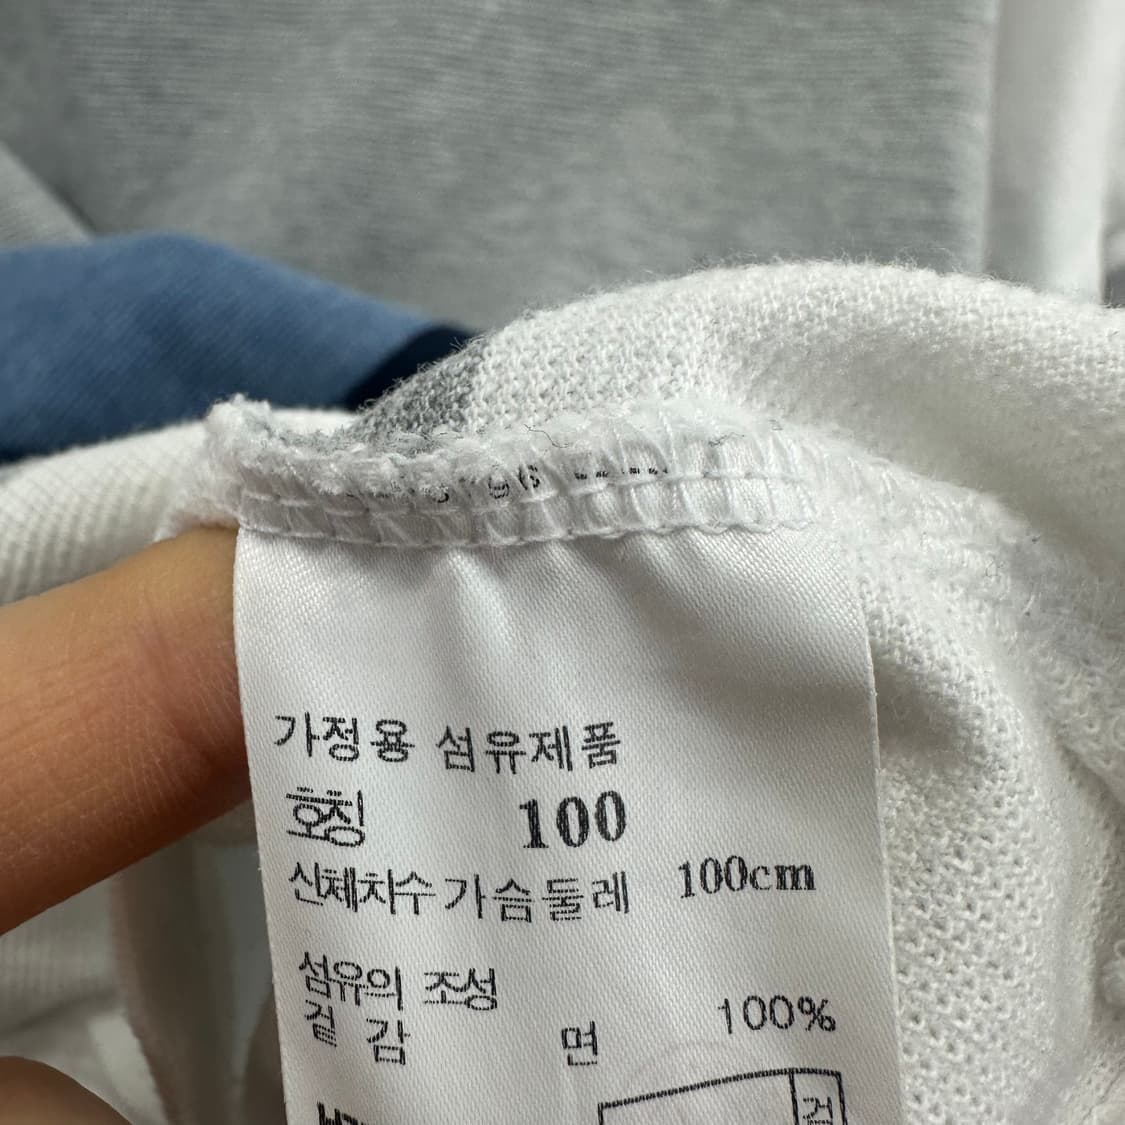 가정용 섬유제품
호칭 100
신체치수 가슴둘레 100cm
섬유의 조성
겉감 면 100%